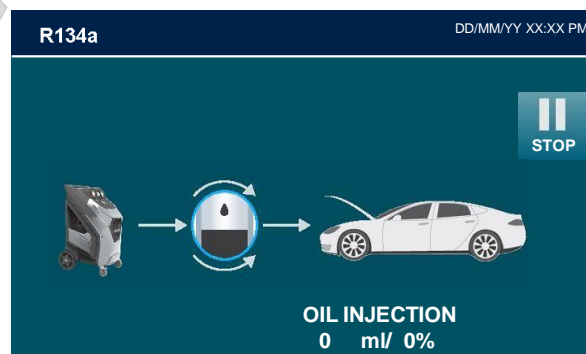 R134a
DD/MM/YY XX:XX PM
STOP
OIL INJECTION
0 ml/ 0%